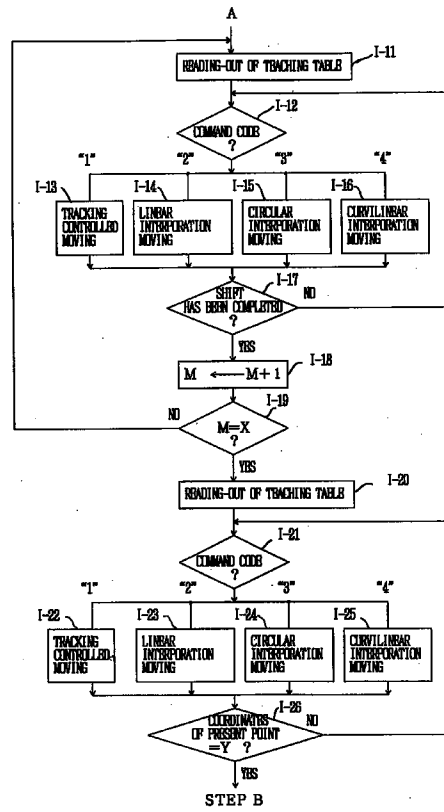 A
I-11
READING-OUT OF TEACHING TABLE
I-12
COMMAND CODE
?
"1" "2" "3" "4"
I-13 I-14 I-15 I-16
TRACKING
CONTROLLED
MOVING
LINEAR
INTERPORATION
MOVING
CIRCULAR
INTERPORATION
MOVING
CURVILINEAR
INTERPORATION
MOVING
I-17
SHIFT
HAS BEEN COMPLETED
?
NO
YES
I-18
M ← M+1
I-19
NO
M=X
?
YES
I-20
READING-OUT OF TEACHING TABLE
I-21
COMMAND CODE
?
"1" "2" "3" "4"
I-22 I-23 I-24 I-25
TRACKING
CONTROLLED
MOVING
LINEAR
INTERPORATION
MOVING
CIRCULAR
INTERPORATION
MOVING
CURVILINEAR
INTERPORATION
MOVING
I-26
COORDINATES
OF PRESENT POINT
=Y ?
NO
YES
STEP B